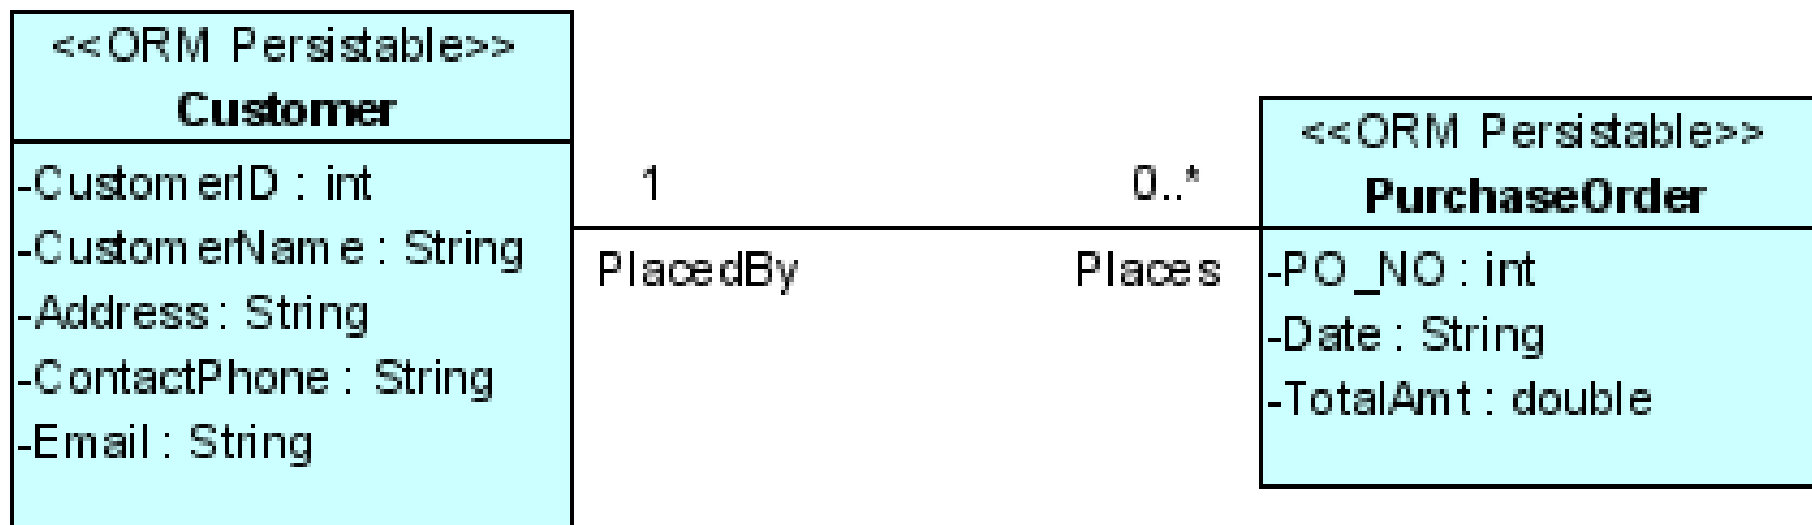 <<ORM Persistable>>
Customer
-CustomerID : int
-CustomerName : String
-Address : String
-ContactPhone : String
-Email : String
1
0..*
PlacedBy
Places
<<ORM Persistable>>
PurchaseOrder
-PO_NO : int
-Date : String
-TotalAmt : double